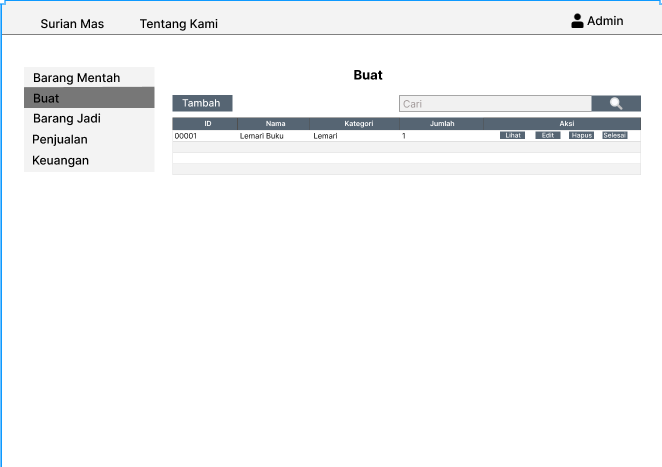 Surian Mas Tentang Kami Admin
Barang Mentah
Buat
Barang Jadi
Penjualan
Keuangan
Buat
Tambah Cari
ID Nama Kategori Jumlah Aksi
00001 Lemari Buku Lemari 1 Lihat Edit Hapus Selesai